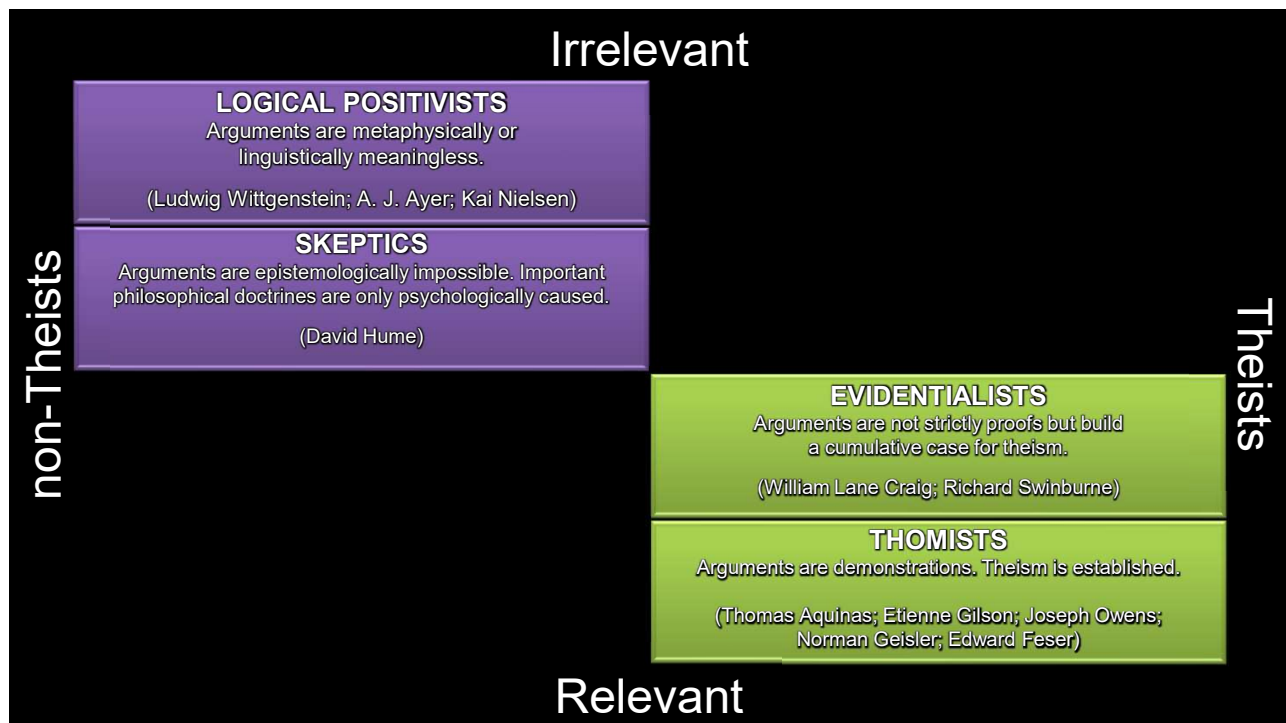 Irrelevant
LOGICAL POSITIVISTS
Arguments are metaphysically or
linguistically meaningless.
(Ludwig Wittgenstein; A. J. Ayer; Kai Nielsen)
SKEPTICS
Arguments are epistemologically impossible. Important
philosophical doctrines are only psychologically caused.
(David Hume)
non-Theists
Theists
EVIDENTIALISTS
Arguments are not strictly proofs but build
a cumulative case for theism.
(William Lane Craig; Richard Swinburne)
THOMISTS
Arguments are demonstrations. Theism is established.
(Thomas Aquinas; Etienne Gilson; Joseph Owens;
Norman Geisler; Edward Feser)
Relevant